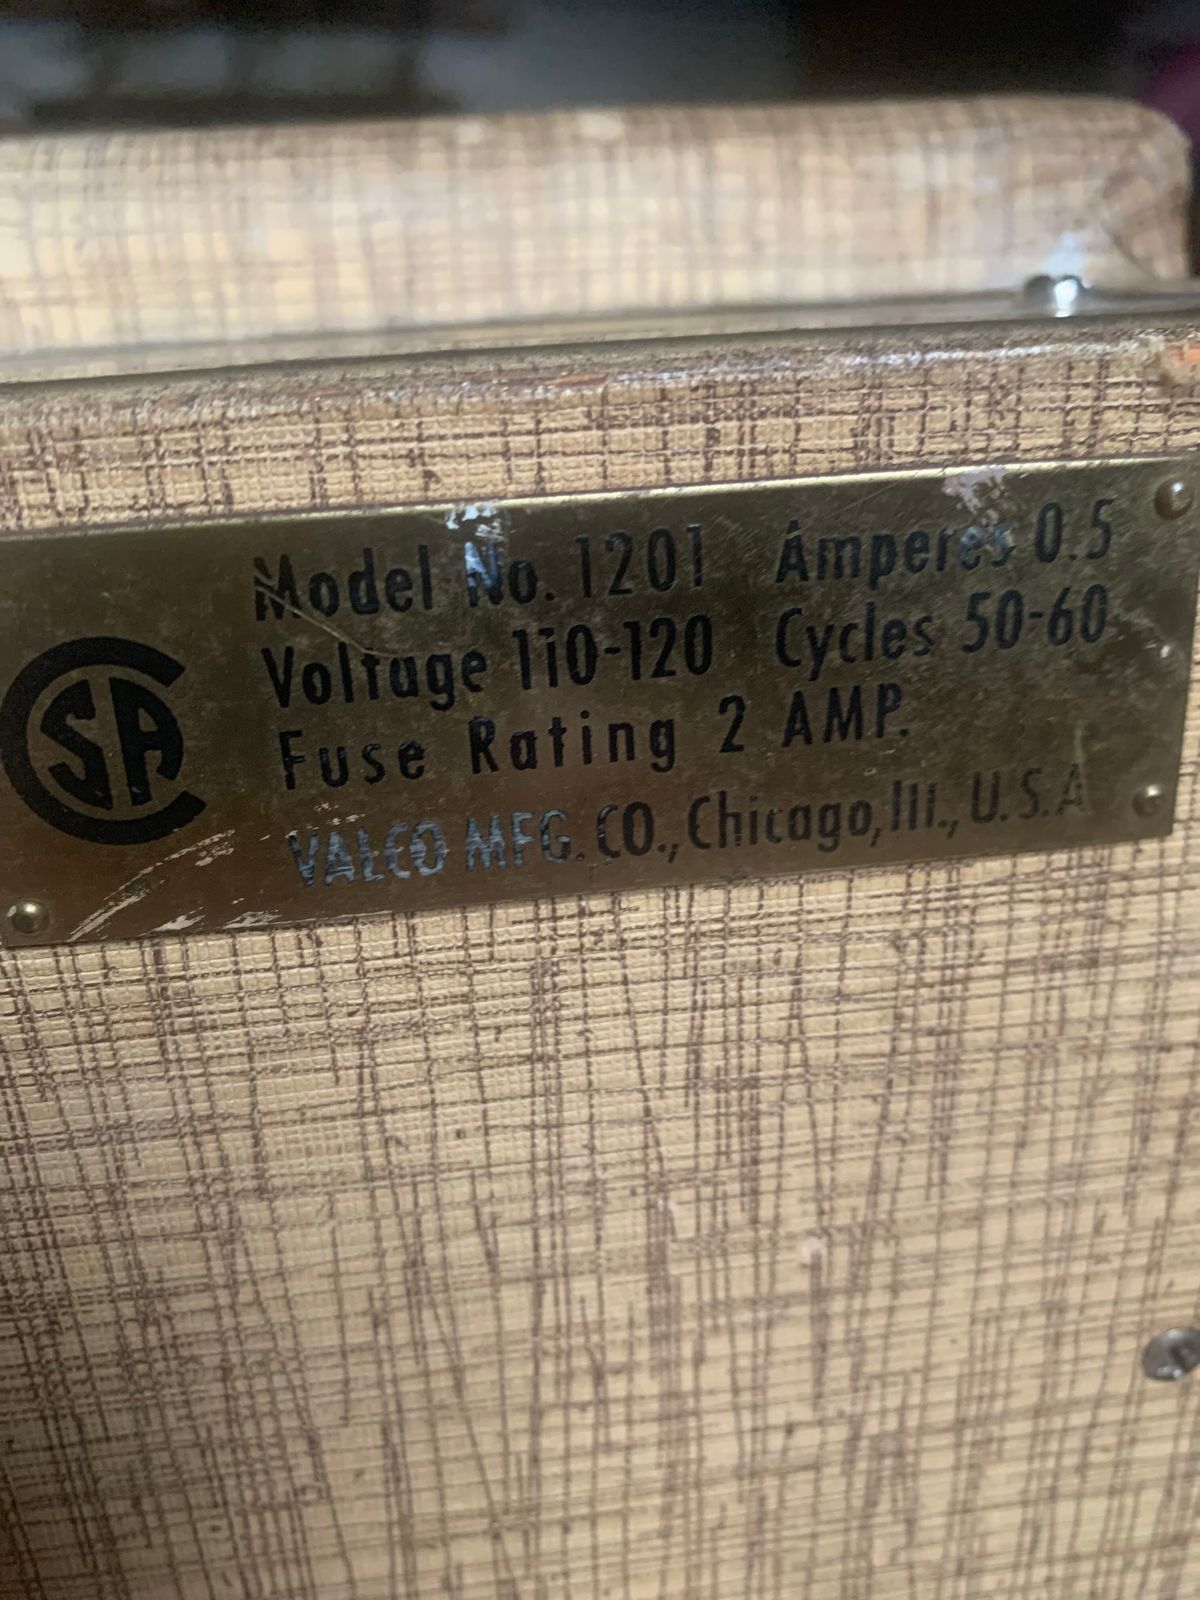 Model No. 1201 Amperes 0.5
Voltage 110-120 Cycles 50-60
CSA
Fuse Rating 2 AMP.
VALCO MFG. CO., Chicago, Ill., U.S.A